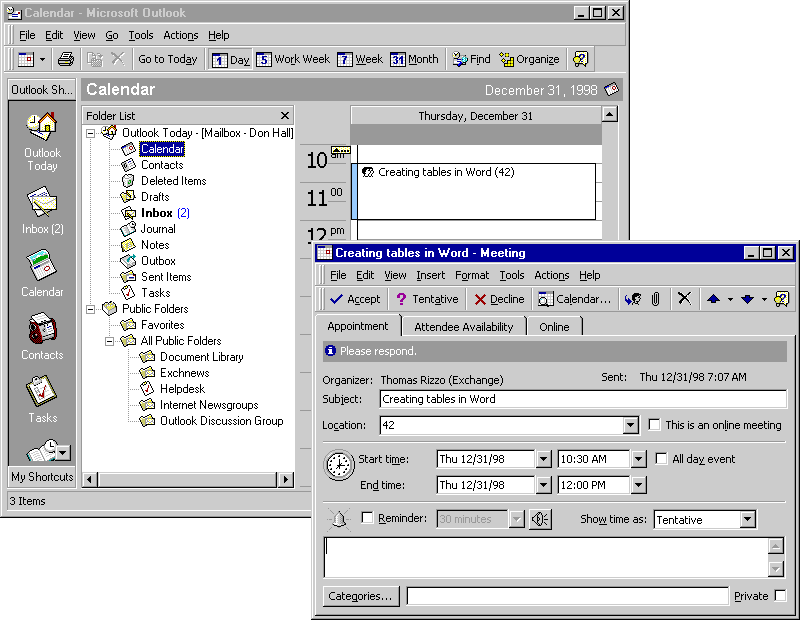 Calendar - Microsoft Outlook
File Edit View Go Tools Actions Help
Go to Today 1 Day 5 Work Week 7 Week 31 Month Find Organize
Outlook Sh... Calendar December 31, 1998
Outlook Today
Inbox (2)
Calendar
Contacts
Tasks
My Shortcuts
Folder List
Outlook Today - [Mailbox - Don Hall]
Calendar
Contacts
Deleted Items
Drafts
Inbox (2)
Journal
Notes
Outbox
Sent Items
Tasks
Public Folders
Favorites
All Public Folders
Document Library
Exchnews
Helpdesk
Internet Newsgroups
Outlook Discussion Group
Thursday, December 31
10 am
Creating tables in Word (42)
11 00
12 pm
3 Items
Creating tables in Word - Meeting
File Edit View Insert Format Tools Actions Help
Accept ? Tentative Decline Calendar...
Appointment Attendee Availability Online
Please respond.
Organizer: Thomas Rizzo (Exchange) Sent: Thu 12/31/98 7:07 AM
Subject: Creating tables in Word
Location: 42 This is an online meeting
Start time: Thu 12/31/98 10:30 AM All day event
End time: Thu 12/31/98 12:00 PM
Reminder: 30 minutes Show time as: Tentative
Categories... Private